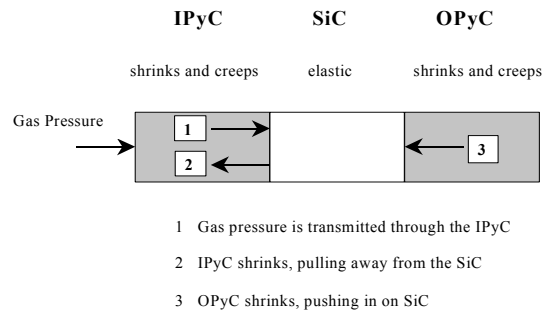 IPyC SiC OPyC
shrinks and creeps elastic shrinks and creeps
Gas Pressure
1
2
3
1 Gas pressure is transmitted through the IPyC
2 IPyC shrinks, pulling away from the SiC
3 OPyC shrinks, pushing in on SiC